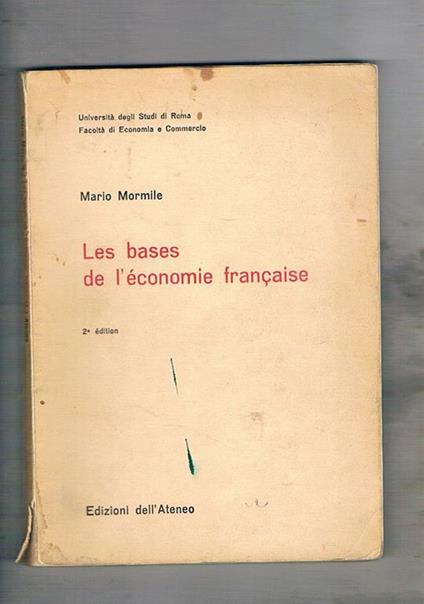 Università degli Studi di Roma
Facoltà di Economia e Commercio
Mario Mormile
Les bases
de l'économie française
2e édition
Edizioni dell'Ateneo